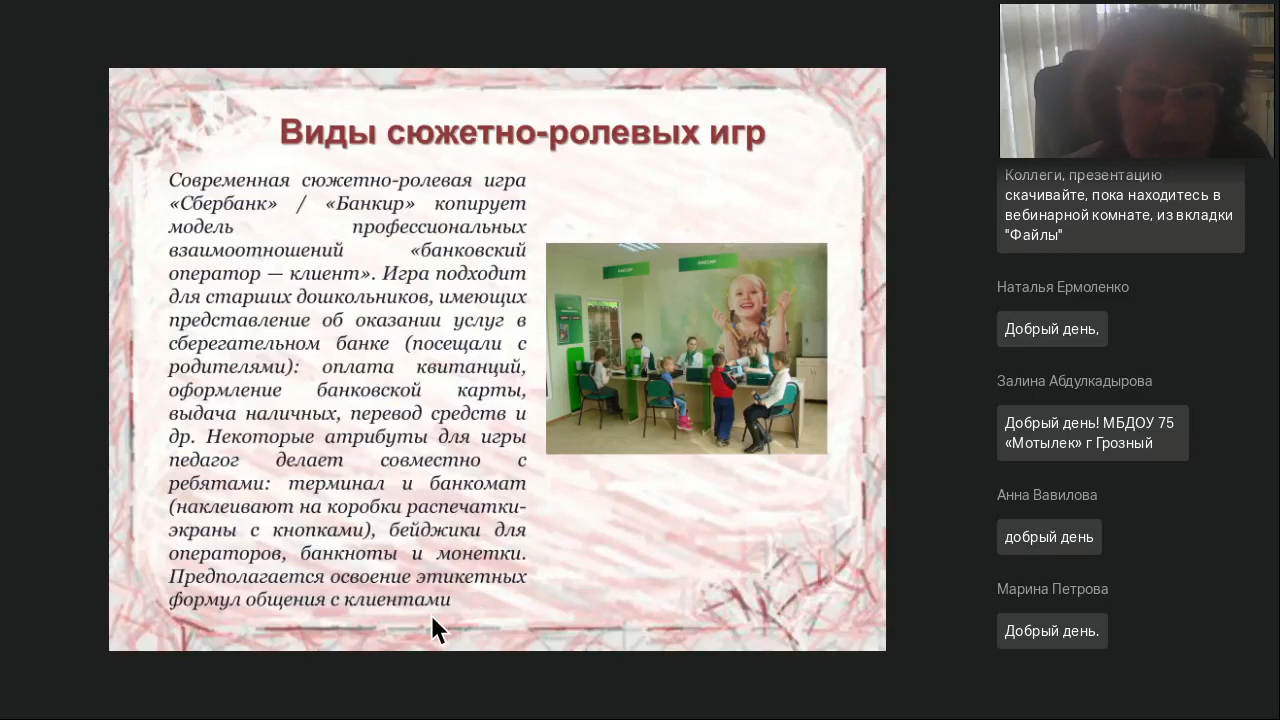 Виды сюжетно-ролевых игр
Современная сюжетно-ролевая игра
«Сбербанк» / «Банкир» копирует
модель профессиональных
взаимоотношений «банковский
оператор — клиент». Игра подходит
для старших дошкольников, имеющих
представление об оказании услуг в
сберегательном банке (посещали с
родителями): оплата квитанций,
оформление банковской карты,
выдача наличных, перевод средств и
др. Некоторые атрибуты для игры
педагог делает совместно с
ребятами: терминал и банкомат
(наклеивают на коробки распечатки-
экраны с кнопками), бейджики для
операторов, банкноты и монетки.
Предполагается освоение этикетных
формул общения с клиентами
Коллеги, презентацию
скачивайте, пока находитесь в
вебинарной комнате, из вкладки
"Файлы"
Наталья Ермоленко
Добрый день,
Залина Абдулкадырова
Добрый день! МБДОУ 75
«Мотылек» г Грозный
Анна Вавилова
добрый день
Марина Петрова
Добрый день.